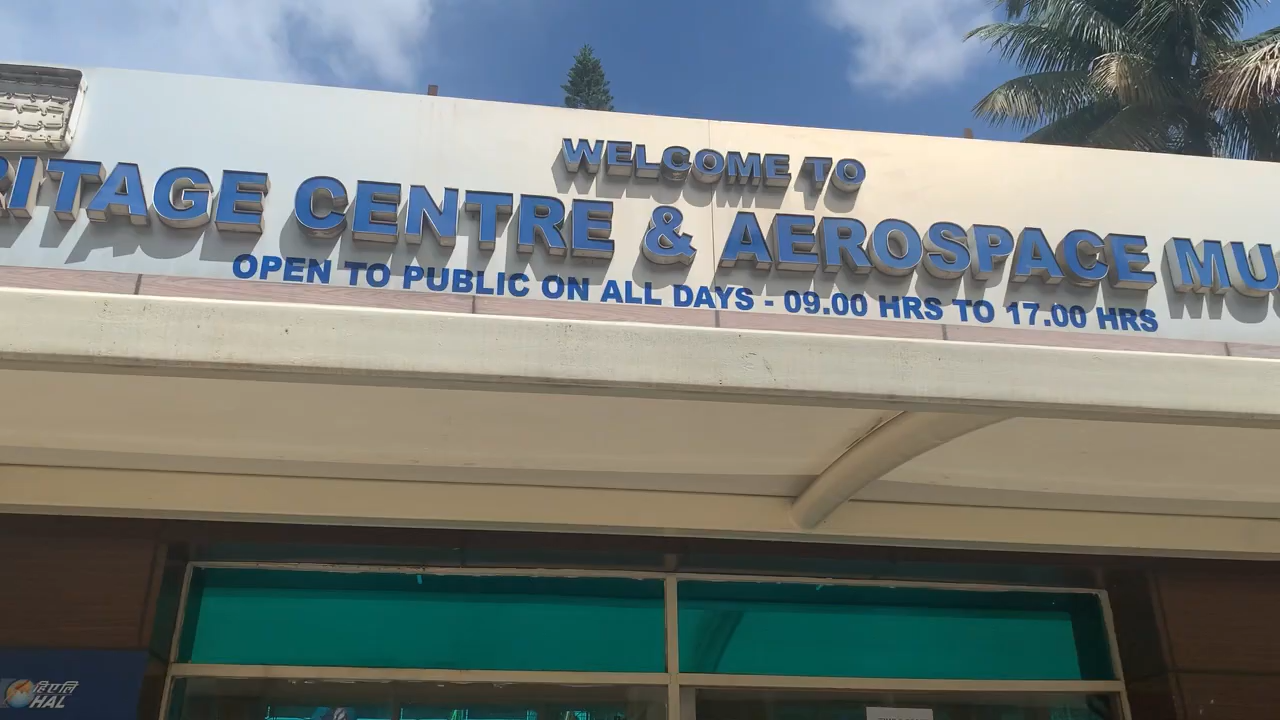 WELCOME TO
RITAGE CENTRE & AEROSPACE MU
OPEN TO PUBLIC ON ALL DAYS - 09.00 HRS TO 17.00 HRS
हिएलि
HAL